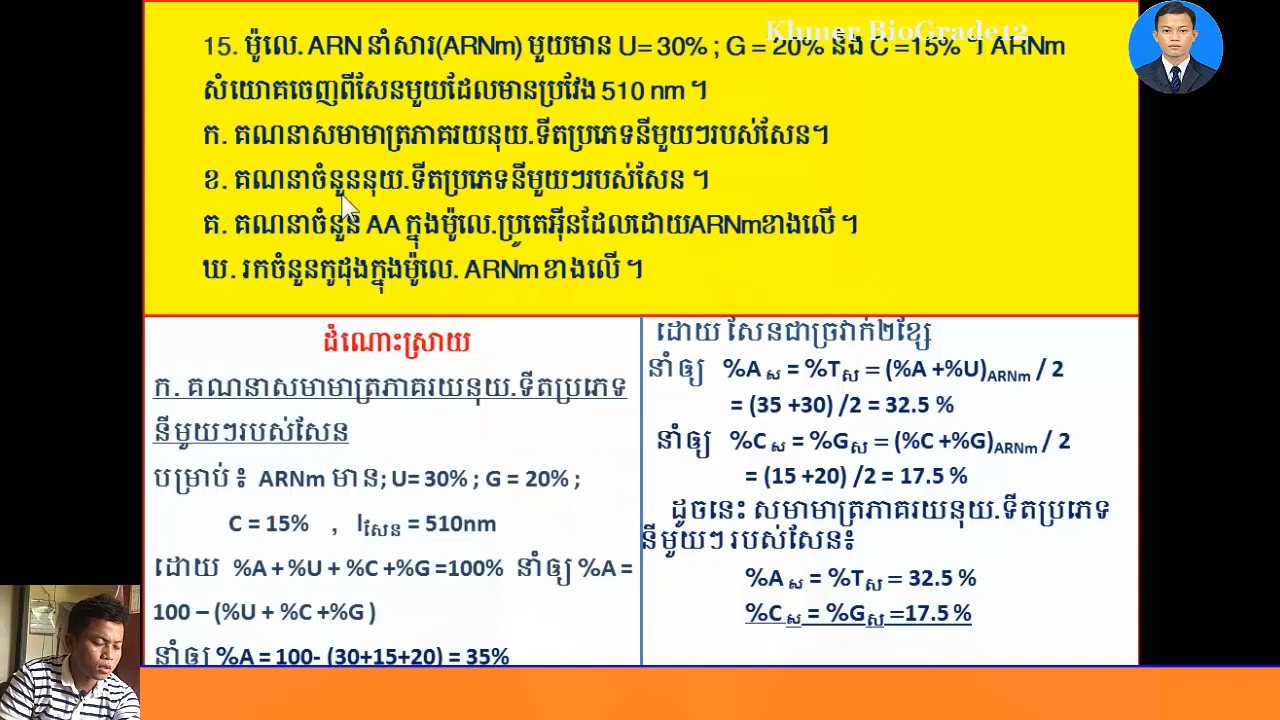 Khmer BioGrade12
15. ម៉ូលេ. ARN នាំសារ(ARNm) មួយមាន U= 30% ; G = 20% និង C =15% ។ ARNm
សំយោគចេញពីសែនមួយដែលមានប្រវែង 510 nm ។
ក. គណនាសមាមាត្រភាគរយនុយ.ទីតប្រភេទនីមួយៗរបស់សែន។
ខ. គណនាចំនួននុយ.ទីតប្រភេទនីមួយៗរបស់សែន ។
គ. គណនាចំនួន AA ក្នុងម៉ូលេ.ប្រូតេអ៊ីនដែលដោយARNmខាងលើ ។
ឃ. រកចំនួនកូដុងក្នុងម៉ូលេ. ARNm ខាងលើ ។
ដំណោះស្រាយ
ក. គណនាសមាមាត្រភាគរយនុយ.ទីតប្រភេទ
នីមួយៗរបស់សែន
បម្រាប់ ៖ ARNm មាន; U= 30% ; G = 20% ;
C = 15% , lសែន = 510nm
ដោយ %A + %U + %C +%G =100% នាំឲ្យ %A =
100 – (%U + %C +%G )
នាំឲ្យ %A = 100- (30+15+20) = 35%
ដោយ សែនជាច្រវាក់២ខ្សែ
នាំឲ្យ %A ស = %Tស = (%A +%U)ARNm / 2
= (35 +30) /2 = 32.5 %
នាំឲ្យ %C ស = %Gស = (%C +%G)ARNm / 2
= (15 +20) /2 = 17.5 %
ដូចនេះ សមាមាត្រភាគរយនុយ.ទីតប្រភេទ
នីមួយៗ របស់សែន៖
%A ស = %Tស = 32.5 %
%C ស = %Gស =17.5 %